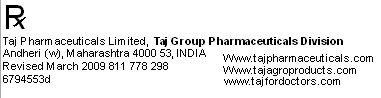 ℞
Taj Pharmaceuticals Limited, Taj Group Pharmaceuticals Division
Andheri (w), Maharashtra 4000 53, INDIA
Revised March 2009 811 778 298
6794553d
Www.tajpharmaceuticals.com
Www.tajagroproducts.com
www.tajfordoctors.com